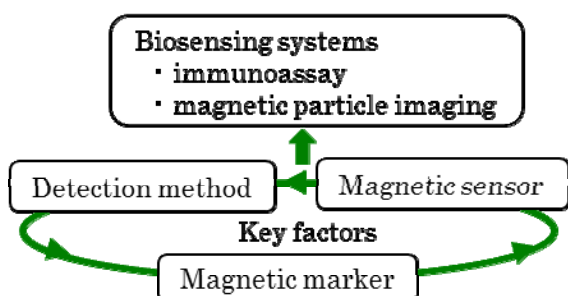 Biosensing systems
・ immunoassay
・ magnetic particle imaging
Detection method
Magnetic sensor
Key factors
Magnetic marker